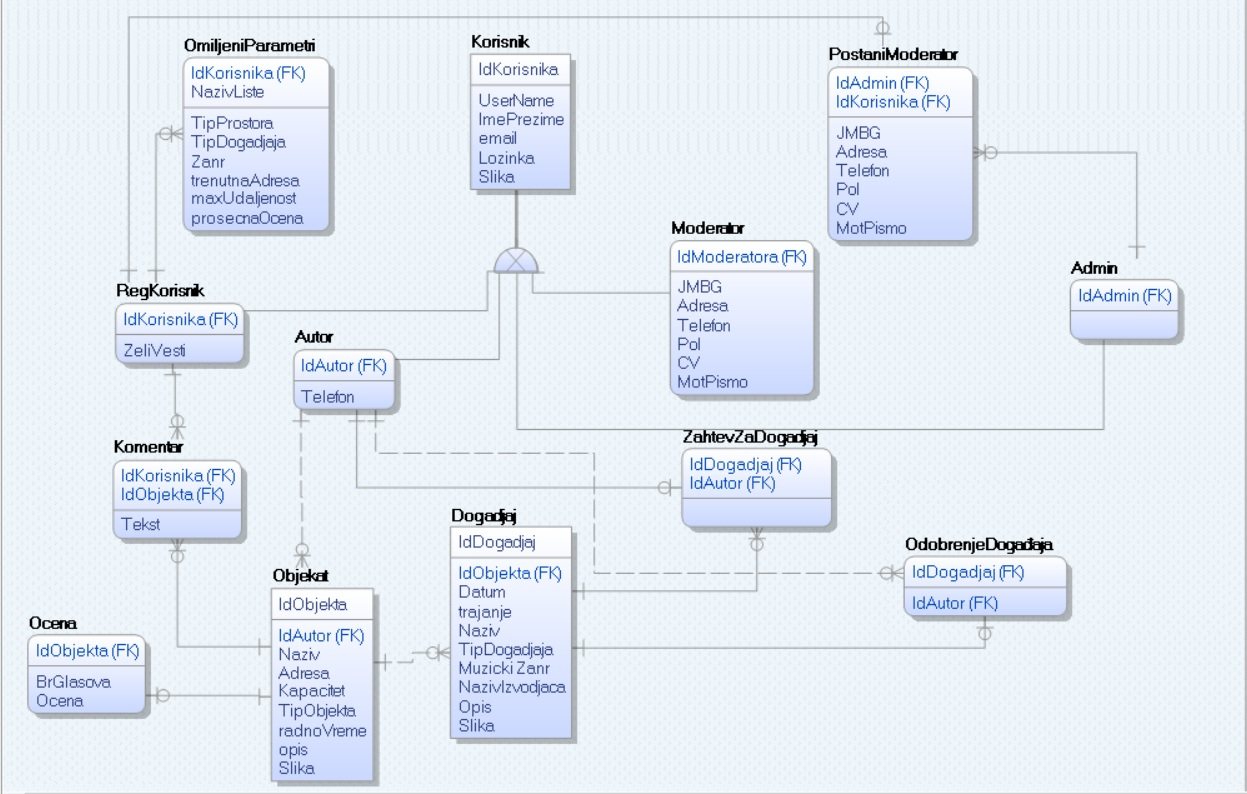 OmiljeniParametri
IdKorisnika (FK)
NazivListe
TipProstora
TipDogadjaja
Zanr
trenutnaAdresa
maxUdaljenost
prosecnaOcena
Korisnik
IdKorisnika
UserName
ImePrezime
email
Lozinka
Slika
PostaniModerator
IdAdmin (FK)
IdKorisnika (FK)
JMBG
Adresa
Telefon
Pol
CV
MotPismo
Moderator
IdModeratora (FK)
JMBG
Adresa
Telefon
Pol
CV
MotPismo
Admin
IdAdmin (FK)
RegKorisnik
IdKorisnika (FK)
ZeliVesti
Autor
IdAutor (FK)
Telefon
Komentar
IdKorisnika (FK)
IdObjekta (FK)
Tekst
ZahtevZaDogadjaj
IdDogadjaj (FK)
IdAutor (FK)
Dogadjaj
IdDogadjaj
IdObjekta (FK)
Datum
trajanje
Naziv
TipDogadjaja
Muzicki Zanr
NazivIzvodjaca
Opis
Slika
OdobrenjeDogađaja
IdDogadjaj (FK)
IdAutor (FK)
Objekat
IdObjekta
IdAutor (FK)
Naziv
Adresa
Kapacitet
TipObjekta
radnoVreme
opis
Slika
Ocena
IdObjekta (FK)
BrGlasova
Ocena